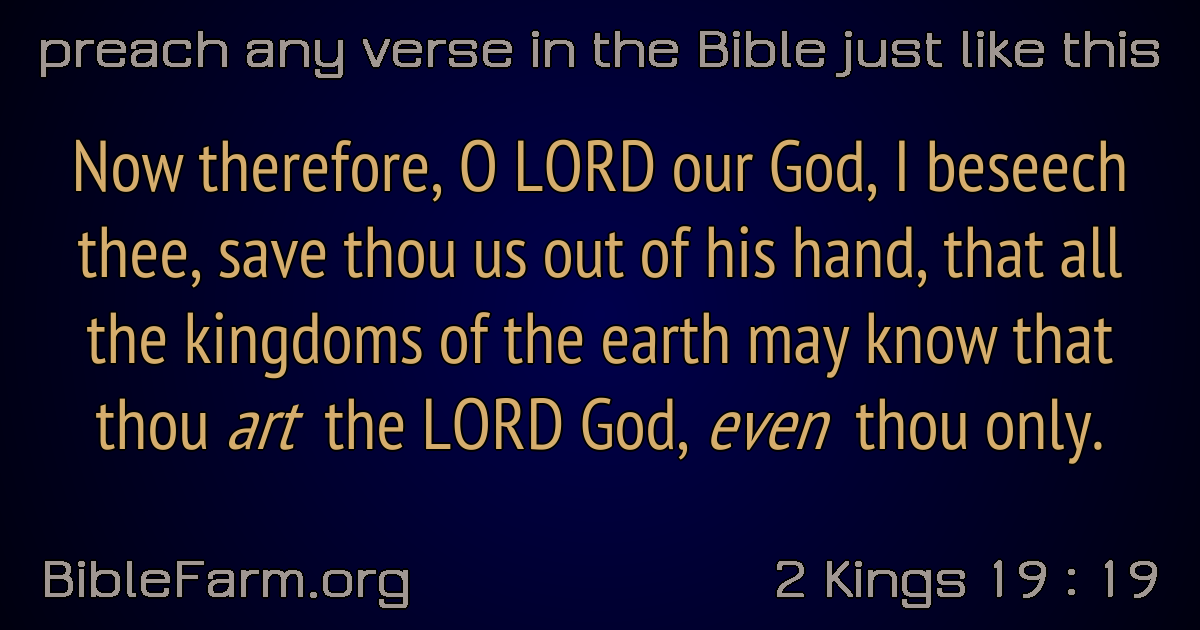 preach any verse in the Bible just like this
Now therefore, O LORD our God, I beseech
thee, save thou us out of his hand, that all
the kingdoms of the earth may know that
thou art the LORD God, even thou only.
BibleFarm.org
2 Kings 19 : 19